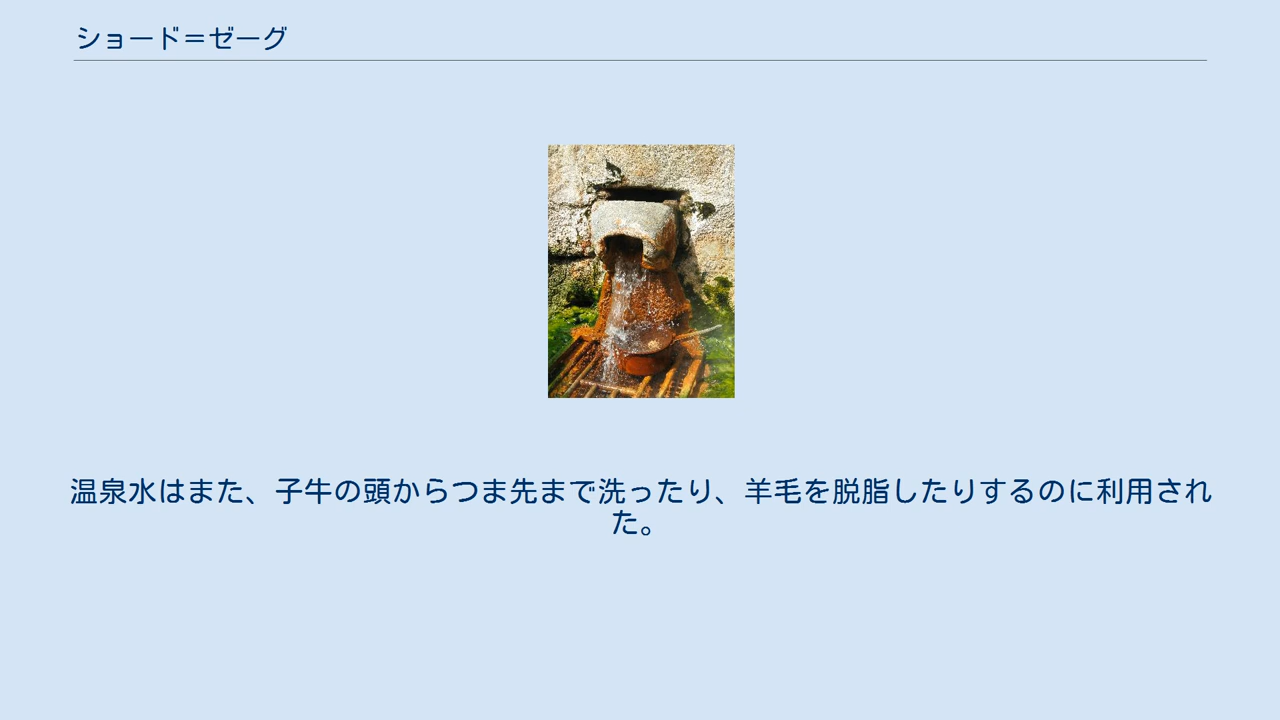 ショード＝ゼーグ
温泉水はまた、子牛の頭からつま先まで洗ったり、羊毛を脱脂したりするのに利用され
た。